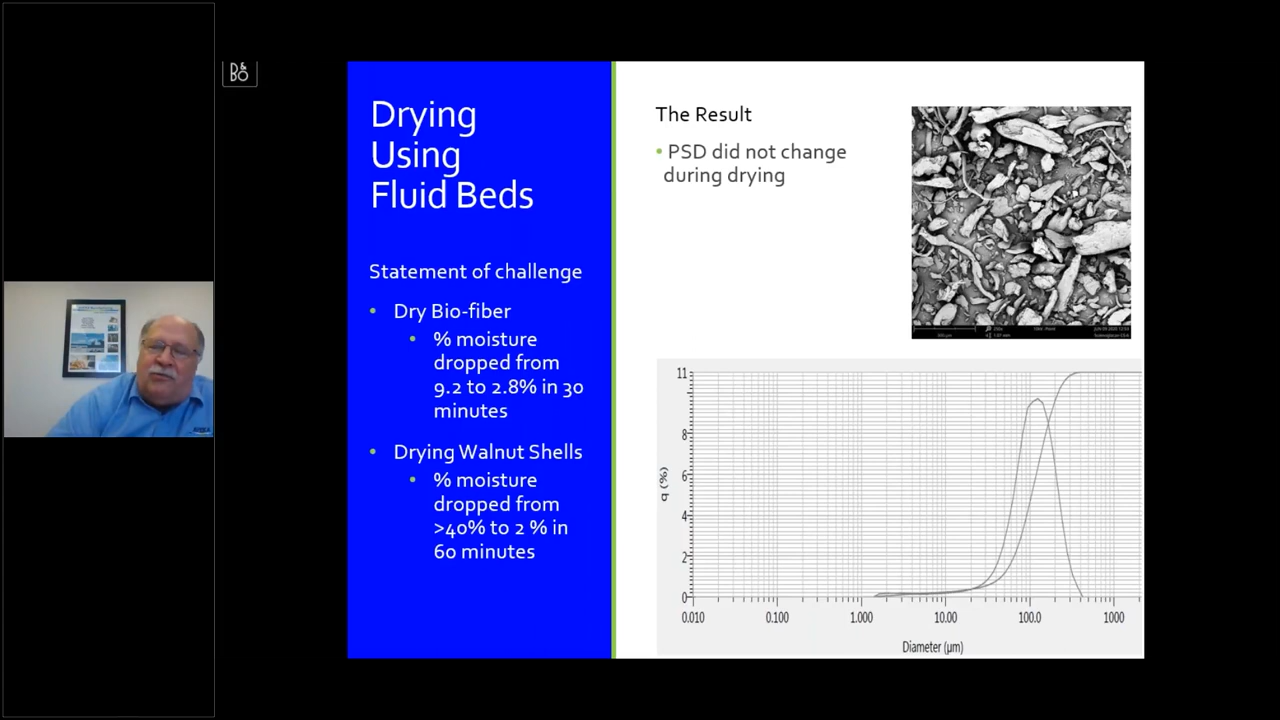 B&
BO
Drying
Using
Fluid Beds
Statement of challenge
• Dry Bio-fiber
• % moisture
dropped from
9.2 to 2.8% in 30
minutes
• Drying Walnut Shells
• % moisture
dropped from
>40% to 2 % in
60 minutes
The Result
• PSD did not change
during drying
11
8
6
4
2
0
q (%)
0.010 0.100 1.000 10.00 100.0 1000
Diameter (µm)